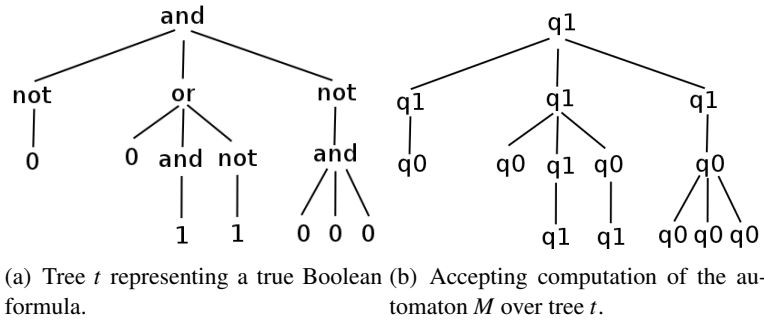 and
q1
not or not
q1 q1 q1
0 0 and not and
q0 q0 q1 q0 q0
1 1 0 0 0
q1 q1 q0 q0 q0
(a) Tree t representing a true Boolean
formula.
(b) Accepting computation of the au-
tomaton M over tree t.